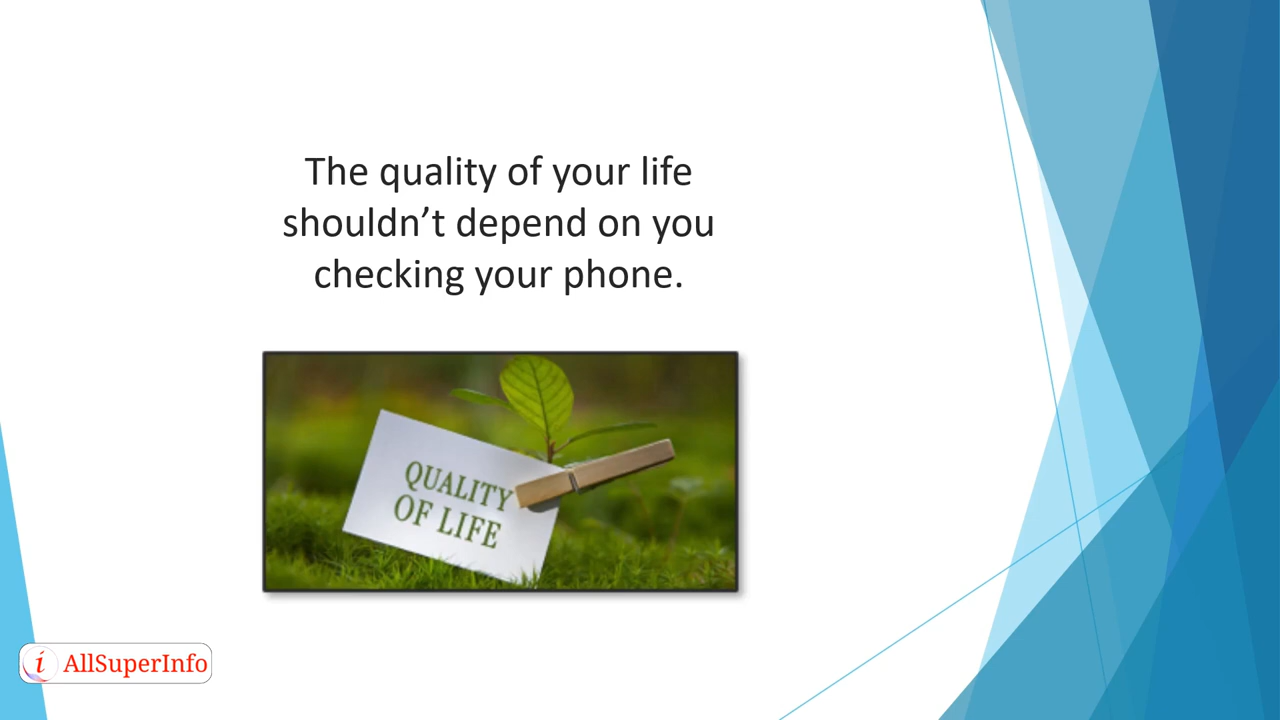 The quality of your life
shouldn’t depend on you
checking your phone.
QUALITY
OF LIFE
i AllSuperInfo